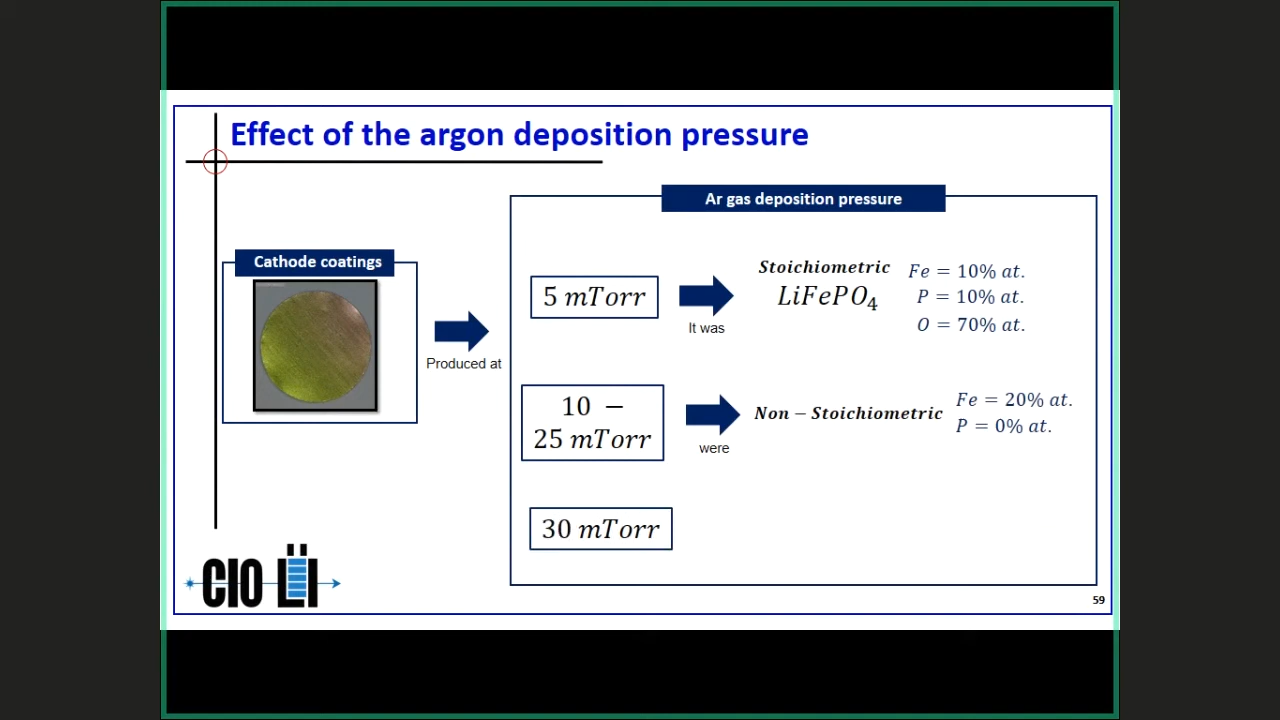 Effect of the argon deposition pressure
Ar gas deposition pressure
Cathode coatings
Produced at
5 mTorr
It was
Stoichiometric
LiFePO₄
Fe = 10% at.
P = 10% at.
O = 70% at.
10 −
25 mTorr
were
Non − Stoichiometric
Fe = 20% at.
P = 0% at.
30 mTorr
CIO Li
59